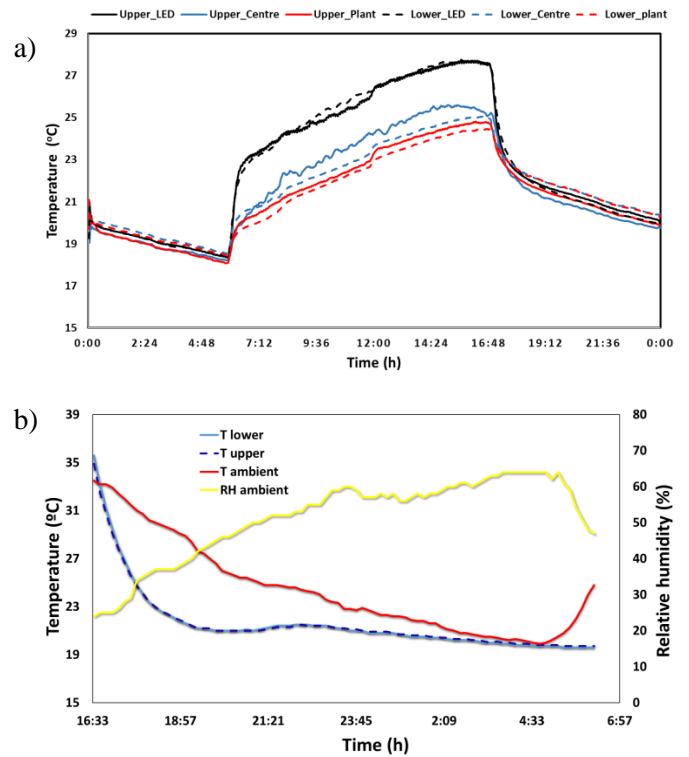 Upper_LED Upper_Centre Upper_Plant Lower_LED Lower_Centre Lower_plant
a)
29
27
25
23
21
19
17
15
Temperature (ºC)
0:00 2:24 4:48 7:12 9:36 12:00 14:24 16:48 19:12 21:36 0:00
Time (h)
b)
39
35
31
27
23
19
15
Temperature (ºC)
T lower
T upper
T ambient
RH ambient
80
70
60
50
40
30
20
10
0
Relative humidity (%)
16:33 18:57 21:21 23:45 2:09 4:33 6:57
Time (h)